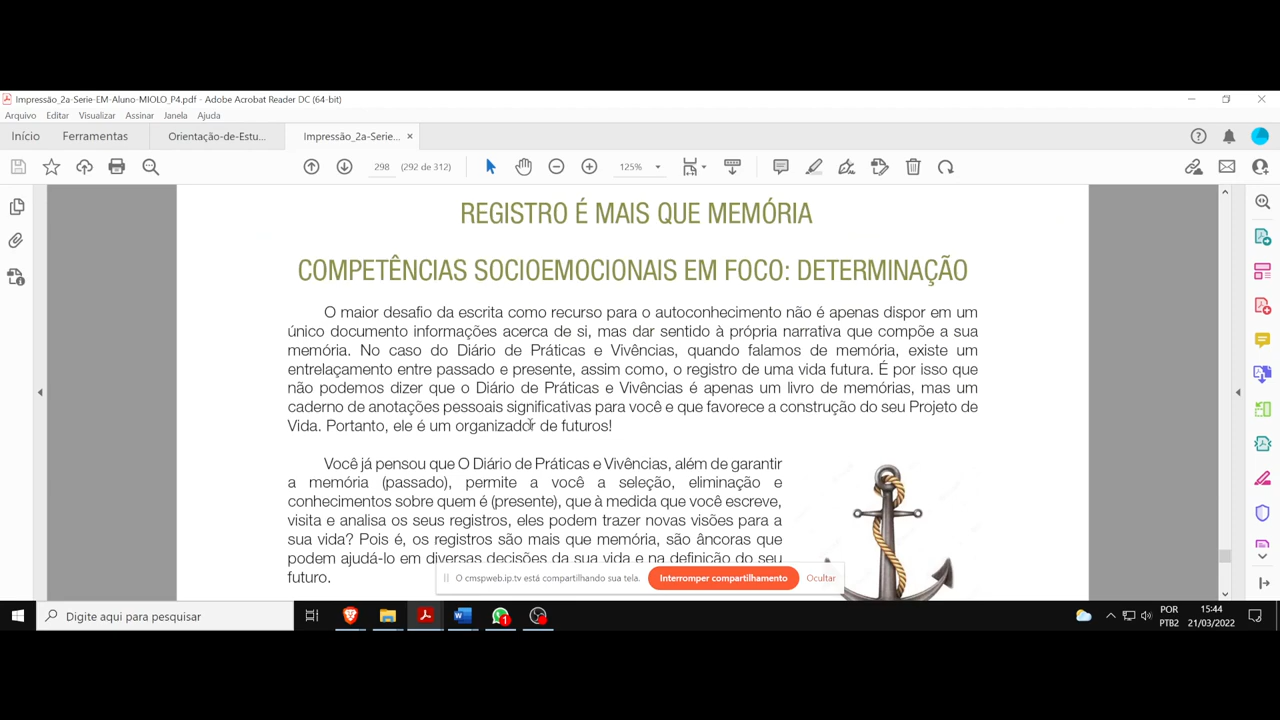 Impressão_2a-Serie-EM-Aluno-MIOLO_P4.pdf - Adobe Acrobat Reader DC (64-bit)
Arquivo Editar Visualizar Assinar Janela Ajuda
Início Ferramentas Orientação-de-Estu... Impressão_2a-Serie... ×
298 (292 de 312) 125%
REGISTRO É MAIS QUE MEMÓRIA
COMPETÊNCIAS SOCIOEMOCIONAIS EM FOCO: DETERMINAÇÃO
O maior desafio da escrita como recurso para o autoconhecimento não é apenas dispor em um
único documento informações acerca de si, mas dar sentido à própria narrativa que compõe a sua
memória. No caso do Diário de Práticas e Vivências, quando falamos de memória, existe um
entrelaçamento entre passado e presente, assim como, o registro de uma vida futura. É por isso que
não podemos dizer que o Diário de Práticas e Vivências é apenas um livro de memórias, mas um
caderno de anotações pessoais significativas para você e que favorece a construção do seu Projeto de
Vida. Portanto, ele é um organizador de futuros!
Você já pensou que O Diário de Práticas e Vivências, além de garantir
a memória (passado), permite a você a seleção, eliminação e
conhecimentos sobre quem é (presente), que à medida que você escreve,
visita e analisa os seus registros, eles podem trazer novas visões para a
sua vida? Pois é, os registros são mais que memória, são âncoras que
podem ajudá-lo em diversas decisões da sua vida e na definição do seu
futuro.
O cmspweb.ip.tv está compartilhando sua tela. Interromper compartilhamento Ocultar
Digite aqui para pesquisar
1
POR 15:44
PTB2 21/03/2022